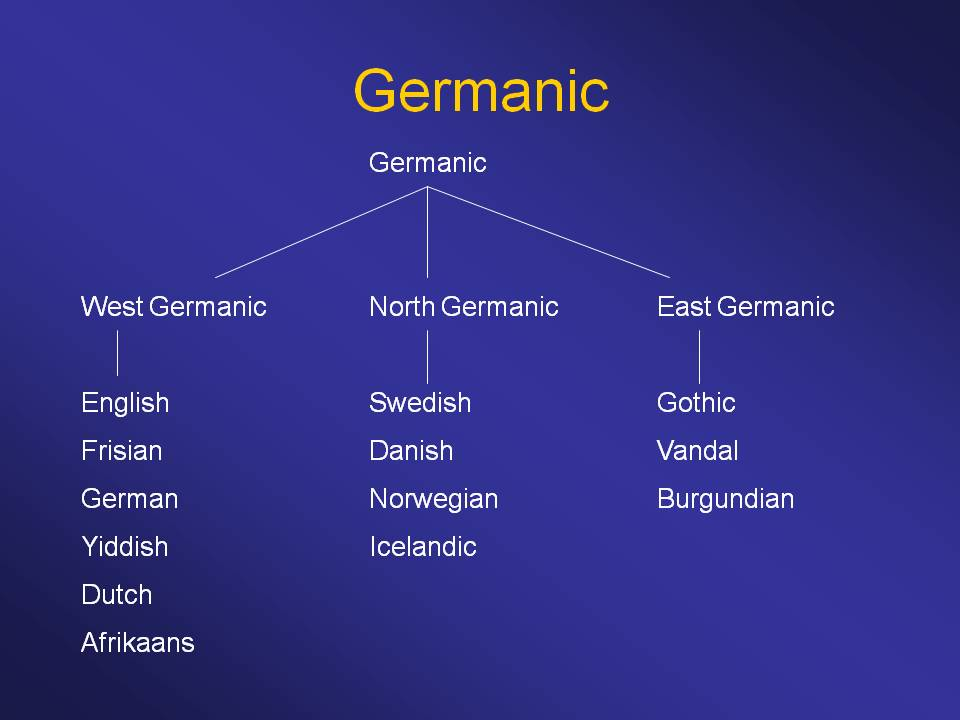 Germanic
Germanic
West Germanic North Germanic East Germanic
English Swedish Gothic
Frisian Danish Vandal
German Norwegian Burgundian
Yiddish Icelandic
Dutch
Afrikaans